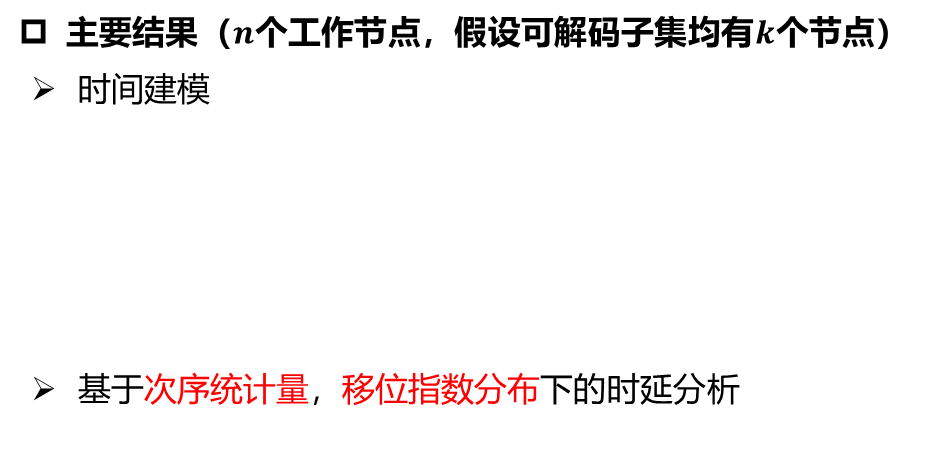 主要结果（n个工作节点，假设可解码子集均有k个节点）
时间建模
基于次序统计量，移位指数分布下的时延分析